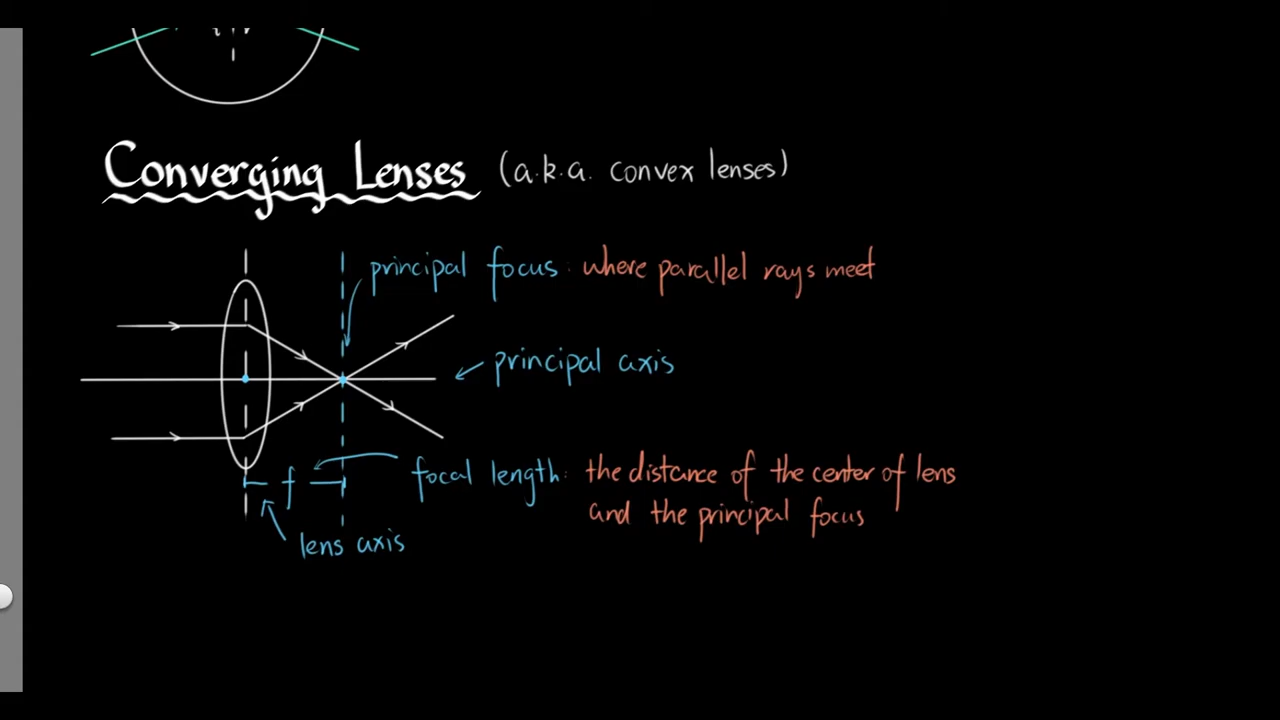 Converging Lenses (a.k.a. convex lenses)
principal focus: where parallel rays meet
principal axis
f
focal length: the distance of the center of lens
and the principal focus
lens axis